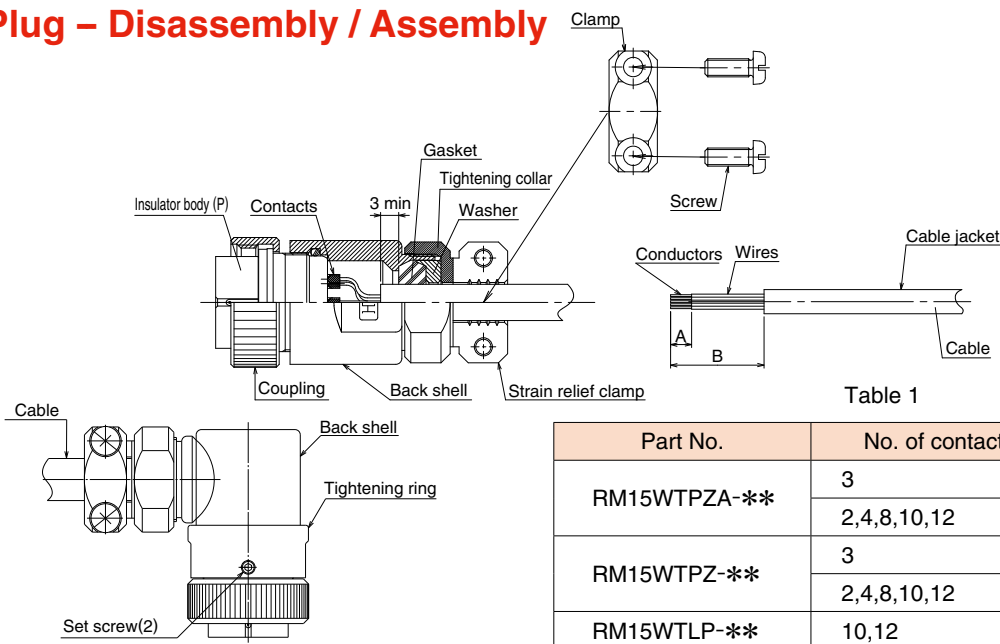 Plug – Disassembly / Assembly
Clamp
Gasket
Tightening collar
3 min
Washer
Insulator body (P)
Contacts
Screw
Cable jacket
Conductors
Wires
A
B
Cable
Coupling
Back shell
Strain relief clamp
Cable
Back shell
Tightening ring
Set screw(2)
Table 1
Part No.
No. of contact
RM15WTPZA-**
3
2,4,8,10,12
RM15WTPZ-**
3
2,4,8,10,12
RM15WTLP-**
10,12